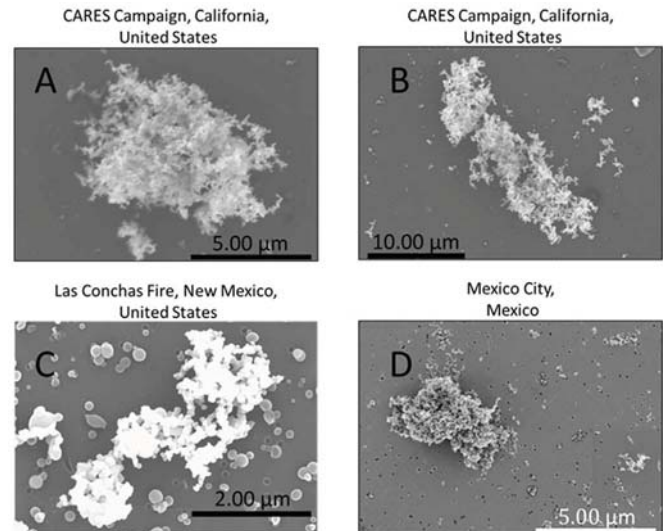 CARES Campaign, California,
United States
A
5.00 µm
CARES Campaign, California,
United States
B
10.00 µm
Las Conchas Fire, New Mexico,
United States
C
2.00 µm
Mexico City,
Mexico
D
5.00 µm